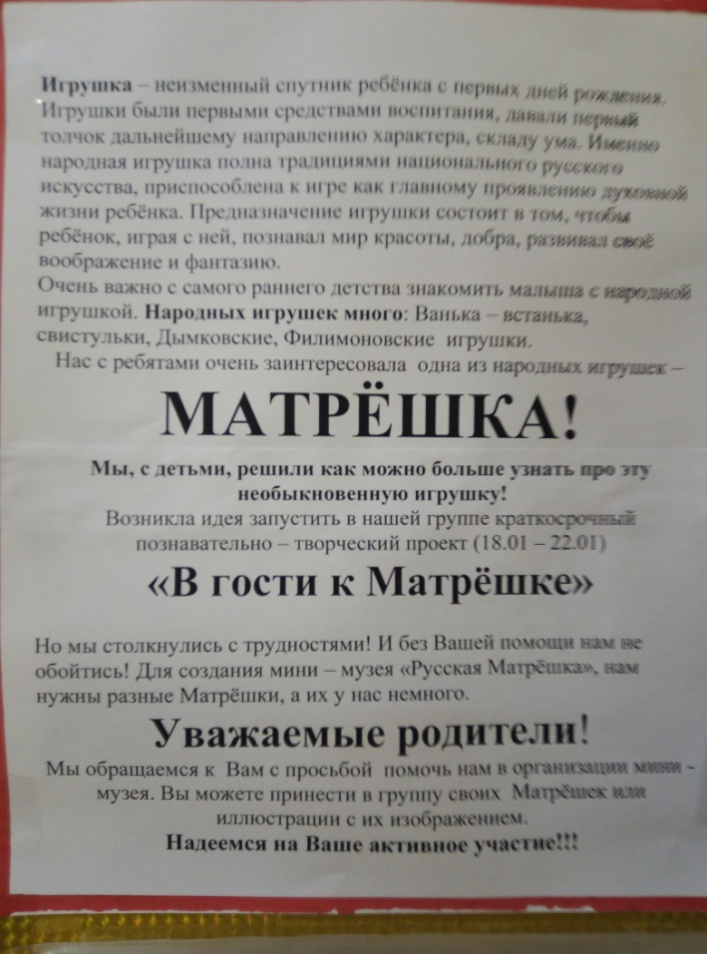 Игрушка – неизменный спутник ребёнка с первых дней рождения.
Игрушки были первыми средствами воспитания, давали первый
толчок дальнейшему направлению характера, складу ума. Именно
народная игрушка полна традициями национального русского
искусства, приспособлена к игре как главному проявлению духовной
жизни ребёнка. Предназначение игрушки состоит в том, чтобы
ребёнок, играя с ней, познавал мир красоты, добра, развивал своё
воображение и фантазию.
Очень важно с самого раннего детства знакомить малыша с народной
игрушкой. Народных игрушек много: Ванька – встанька,
свистульки, Дымковские, Филимоновские игрушки.
Нас с ребятами очень заинтересовала одна из народных игрушек –
МАТРЁШКА!
Мы, с детьми, решили как можно больше узнать про эту
необыкновенную игрушку!
Возникла идея запустить в нашей группе краткосрочный
познавательно – творческий проект (18.01 – 22.01)
«В гости к Матрёшке»
Но мы столкнулись с трудностями! И без Вашей помощи нам не
обойтись! Для создания мини – музея «Русская Матрёшка», нам
нужны разные Матрёшки, а их у нас немного.
Уважаемые родители!
Мы обращаемся к Вам с просьбой помочь нам в организации мини -
музея. Вы можете принести в группу своих Матрёшек или
иллюстрации с их изображением.
Надеемся на Ваше активное участие!!!